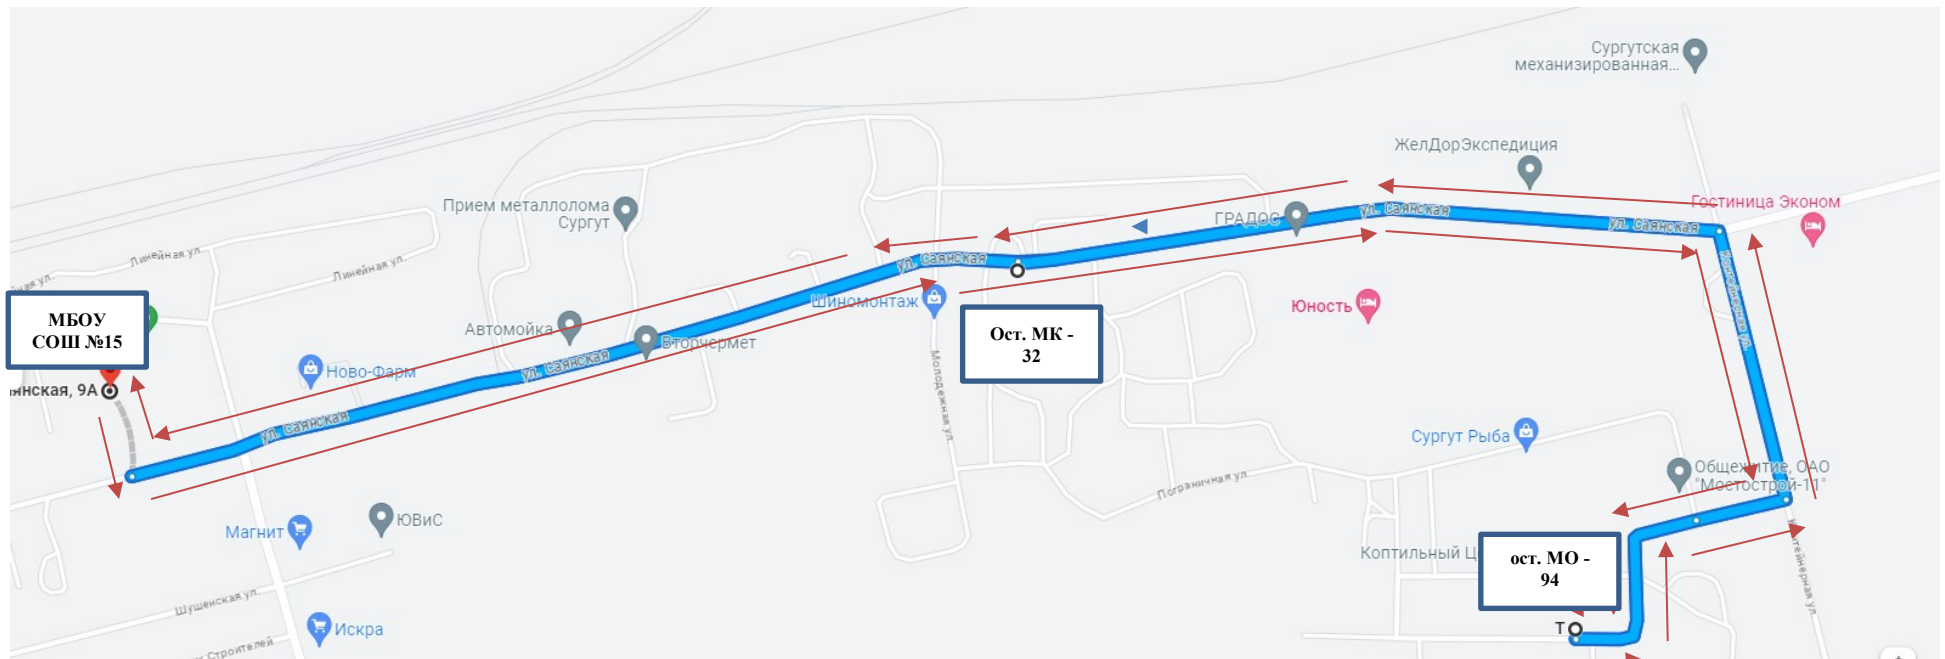 Сургутская
механизированная...
ЖелДорЭкспедиция
Гостиница Эконом
Прием металлолома
Сургут
ГРАДОС
ул. Саянская
ул. Саянская
ул. Саянская
Линейная ул.
Линейная ул.
МБОУ
СОШ №15
Шиномонтаж
Юность
Контейнерная ул.
Автомойка
Вторчермет
Ост. МК -
32
ул. Саянская
Ново-Фарм
Молодежная ул.
ул. Саянская
Сургут Рыба
Общежитие, ОАО
"Мостострой-11"
Пограничная ул.
ЮВиС
Магнит
Коптильный
ост. МО -
94
Шушенская ул.
Искра
Строителей
Т